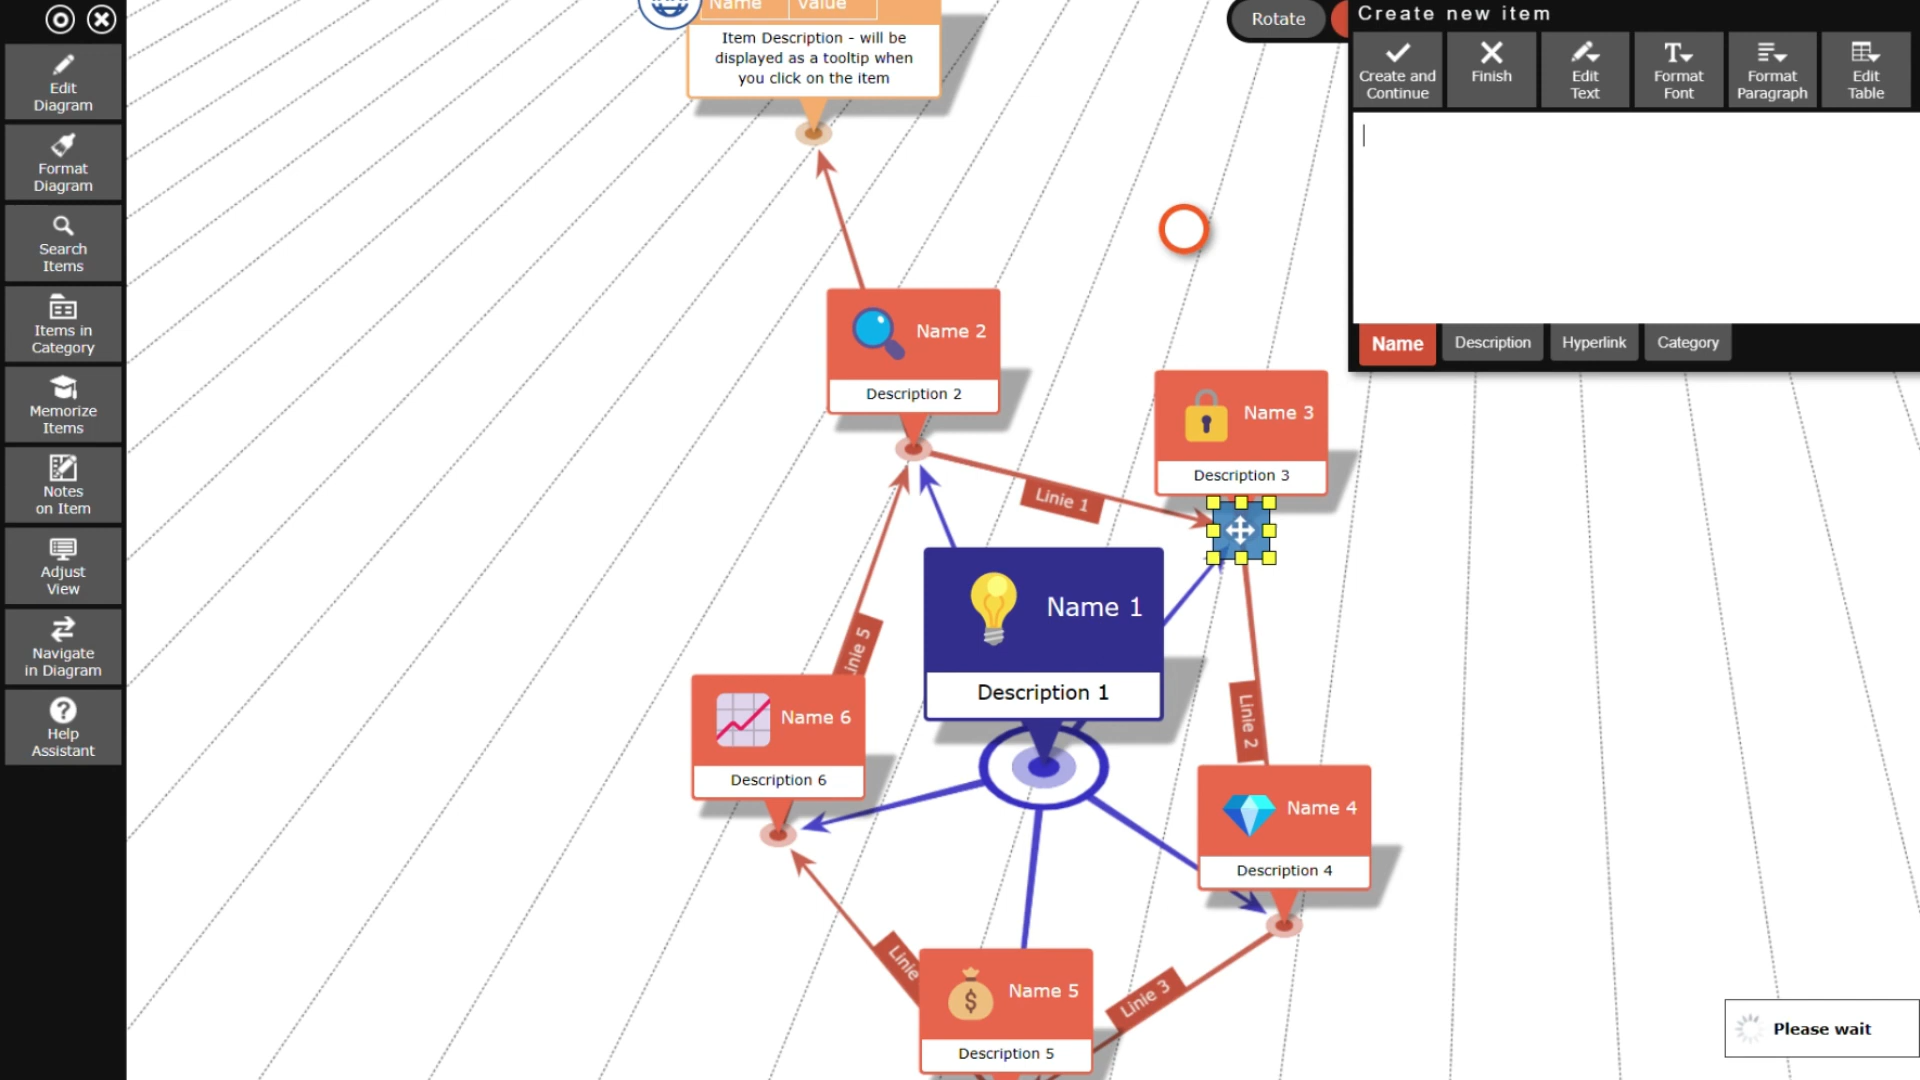 Edit
Diagram
Format
Diagram
Search
Items
Items in
Category
Memorize
Items
Notes
on Item
Adjust
View
Navigate
in Diagram
Help
Assistant
Name Value
Item Description - will be
displayed as a tooltip when
you click on the item
Rotate
Create new item
Create and
Continue
Finish
Edit
Text
Format
Font
Format
Paragraph
Edit
Table
Name
Description
Hyperlink
Category
Name 2
Description 2
Name 3
Description 3
Linie 1
Name 1
Description 1
inie 5
Name 6
Description 6
Linie 2
Name 4
Description 4
Linie
Name 5
Description 5
Linie 3
Please wait